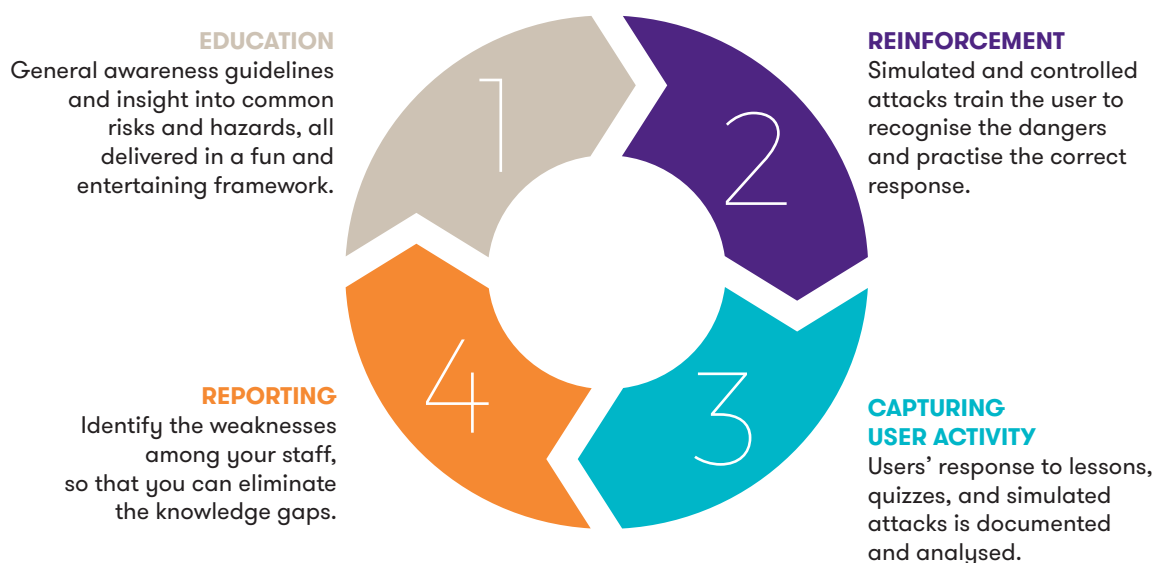 EDUCATION
General awareness guidelines
and insight into common
risks and hazards, all
delivered in a fun and
entertaining framework.
1
REINFORCEMENT
Simulated and controlled
attacks train the user to
recognise the dangers
and practise the correct
response.
2
CAPTURING
USER ACTIVITY
Users’ response to lessons,
quizzes, and simulated
attacks is documented
and analysed.
3
REPORTING
Identify the weaknesses
among your staff,
so that you can eliminate
the knowledge gaps.
4